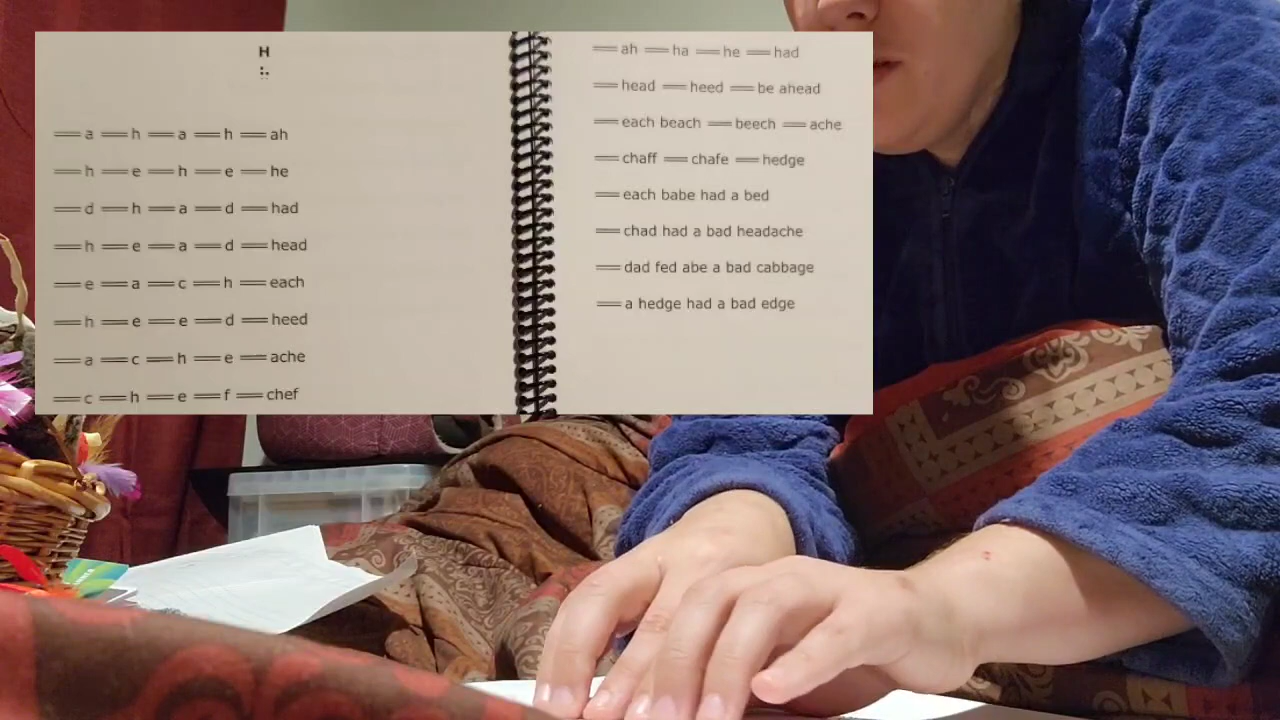 H
⠓
══ a ══ h ══ a ══ h ══ ah
══ h ══ e ══ h ══ e ══ he
══ d ══ h ══ a ══ d ══ had
══ h ══ e ══ a ══ d ══ head
══ e ══ a ══ c ══ h ══ each
══ h ══ e ══ e ══ d ══ heed
══ a ══ c ══ h ══ e ══ ache
══ c ══ h ══ e ══ f ══ chef
══ ah ══ ha ══ he ══ had
══ head ══ heed ══ be ahead
══ each beach ══ beech ══ ache
══ chaff ══ chafe ══ hedge
══ each babe had a bed
══ chad had a bad headache
══ dad fed abe a bad cabbage
══ a hedge had a bad edge